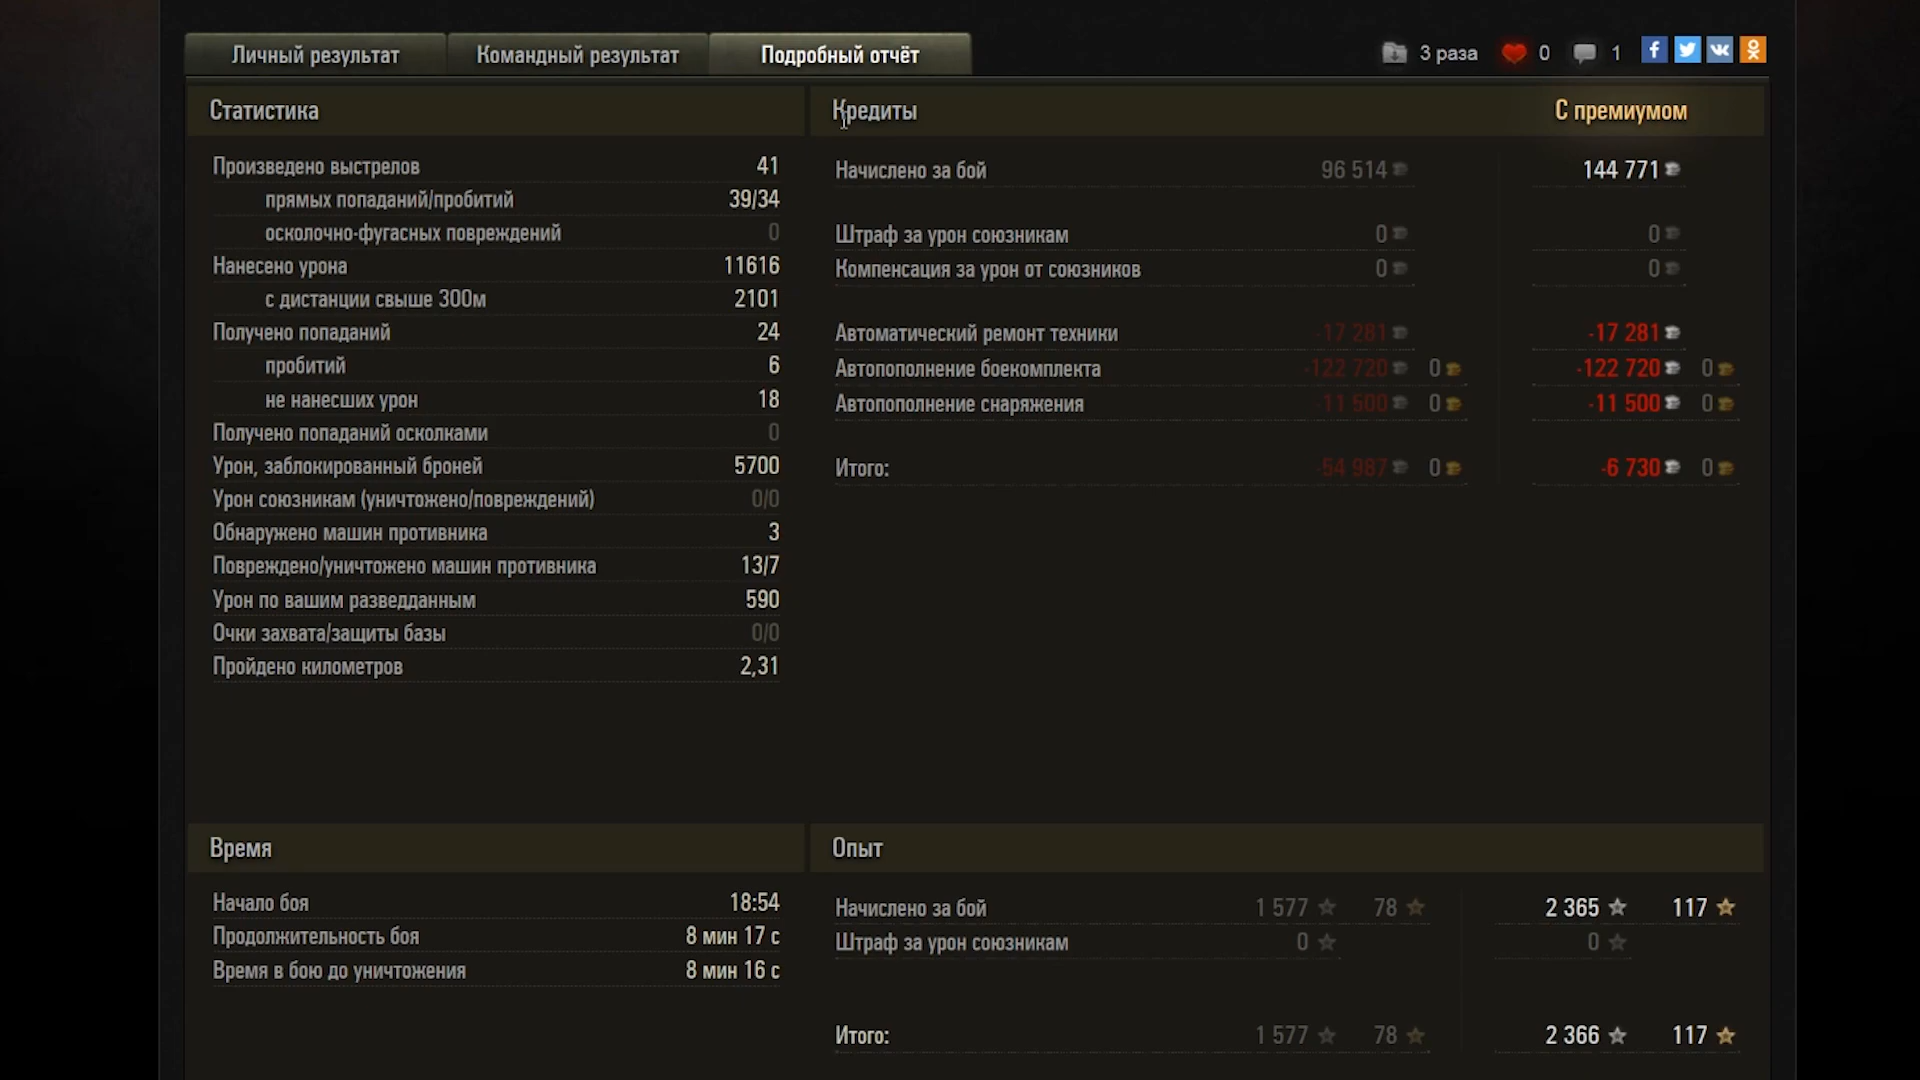 Личный результат
Командный результат
Подробный отчёт
3 раза
0
1
Статистика
Произведено выстрелов 41
прямых попаданий/пробитий 39/34
осколочно-фугасных повреждений 0
Нанесено урона 11616
с дистанции свыше 300м 2101
Получено попаданий 24
пробитий 6
не нанесших урон 18
Получено попаданий осколками 0
Урон, заблокированный броней 5700
Урон союзникам (уничтожено/повреждений) 0/0
Обнаружено машин противника 3
Повреждено/уничтожено машин противника 13/7
Урон по вашим разведданным 590
Очки захвата/защиты базы 0/0
Пройдено километров 2,31
Кредиты С премиумом
Начислено за бой 96 514 144 771
Штраф за урон союзникам 0 0
Компенсация за урон от союзников 0 0
Автоматический ремонт техники -17 281 -17 281
Автопополнение боекомплекта -122 720 0 -122 720 0
Автопополнение снаряжения -11 500 0 -11 500 0
Итого: -54 987 0 -6 730 0
Время
Начало боя 18:54
Продолжительность боя 8 мин 17 с
Время в бою до уничтожения 8 мин 16 с
Опыт
Начислено за бой 1 577 78 2 365 117
Штраф за урон союзникам 0 0
Итого: 1 577 78 2 366 117